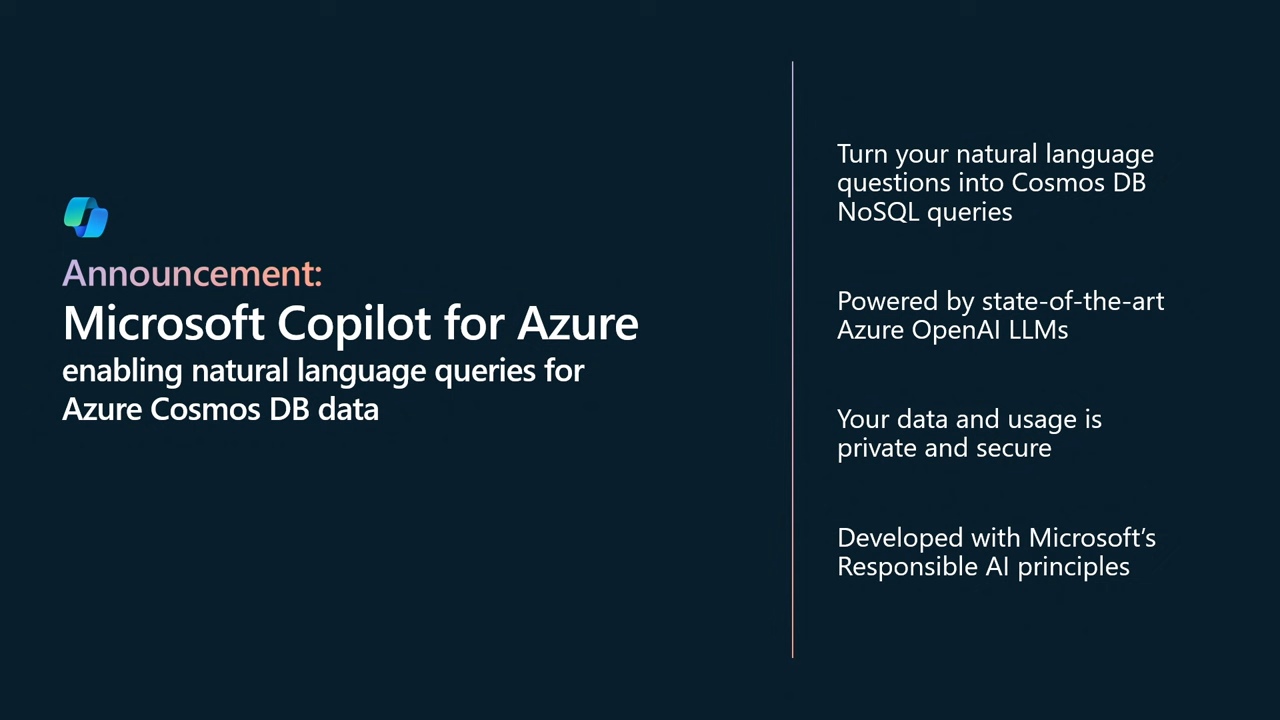 Announcement:
Microsoft Copilot for Azure
enabling natural language queries for
Azure Cosmos DB data
Turn your natural language
questions into Cosmos DB
NoSQL queries
Powered by state-of-the-art
Azure OpenAI LLMs
Your data and usage is
private and secure
Developed with Microsoft’s
Responsible AI principles